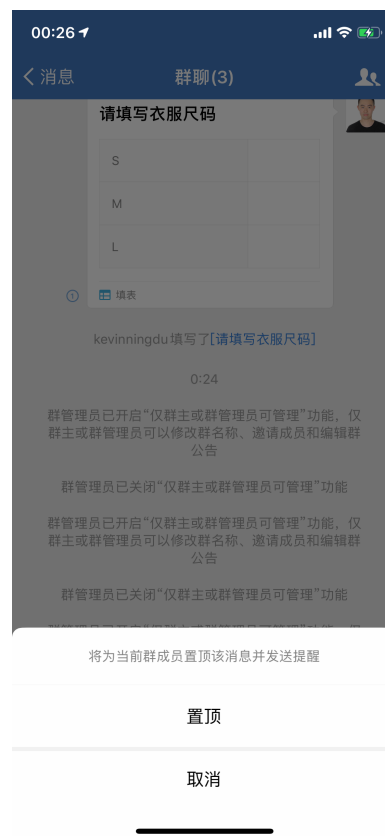 00:26
消息
群聊(3)
请填写衣服尺码
S
M
L
填表
kevinningdu填写了[请填写衣服尺码]
0:24
群管理员已开启“仅群主或群管理员可管理”功能，仅
群主或群管理员可以修改群名称、邀请成员和编辑群
公告
群管理员已关闭“仅群主或群管理员可管理”功能
群管理员已开启“仅群主或群管理员可管理”功能，仅
群主或群管理员可以修改群名称、邀请成员和编辑群
公告
群管理员已关闭“仅群主或群管理员可管理”功能
将为当前群成员置顶该消息并发送提醒
置顶
取消